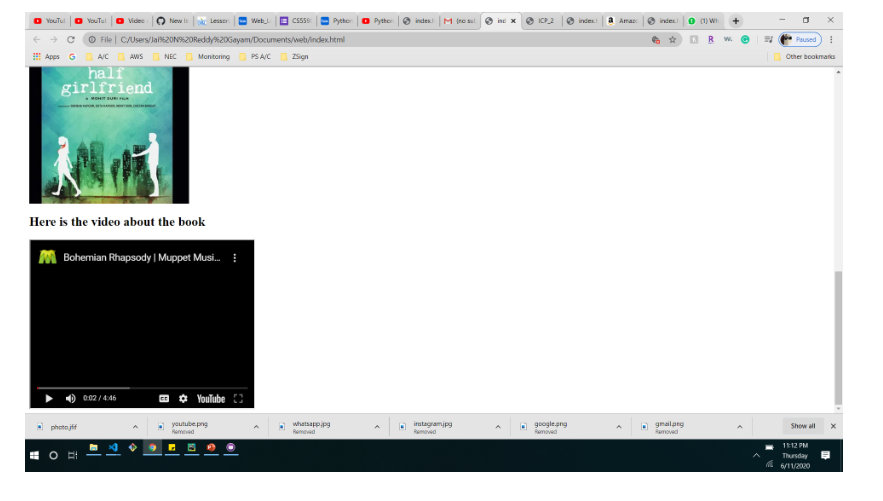 YouTu YouTu Video New Is Lesson Web_L CS559 Python Pytho index.h M (no sub inc ICP_2 index.h Amazo index.h (1) Wh
File | C:/Users/Jai%20N%20Reddy%20Gayam/Documents/web/index.html Paused
Apps G A/C AWS NEC Monitoring PS A/C ZSign Other bookmarks
half
girlfriend
A MOHIT SURI FILM
Here is the video about the book
Bohemian Rhapsody | Muppet Musi...
0:02 / 4:46 YouTube
photo.jfif youtube.png whatsapp.jpg instagram.jpg google.png gmail.png Show all
Removed Removed Removed Removed Removed
11:12 PM
Thursday
6/11/2020